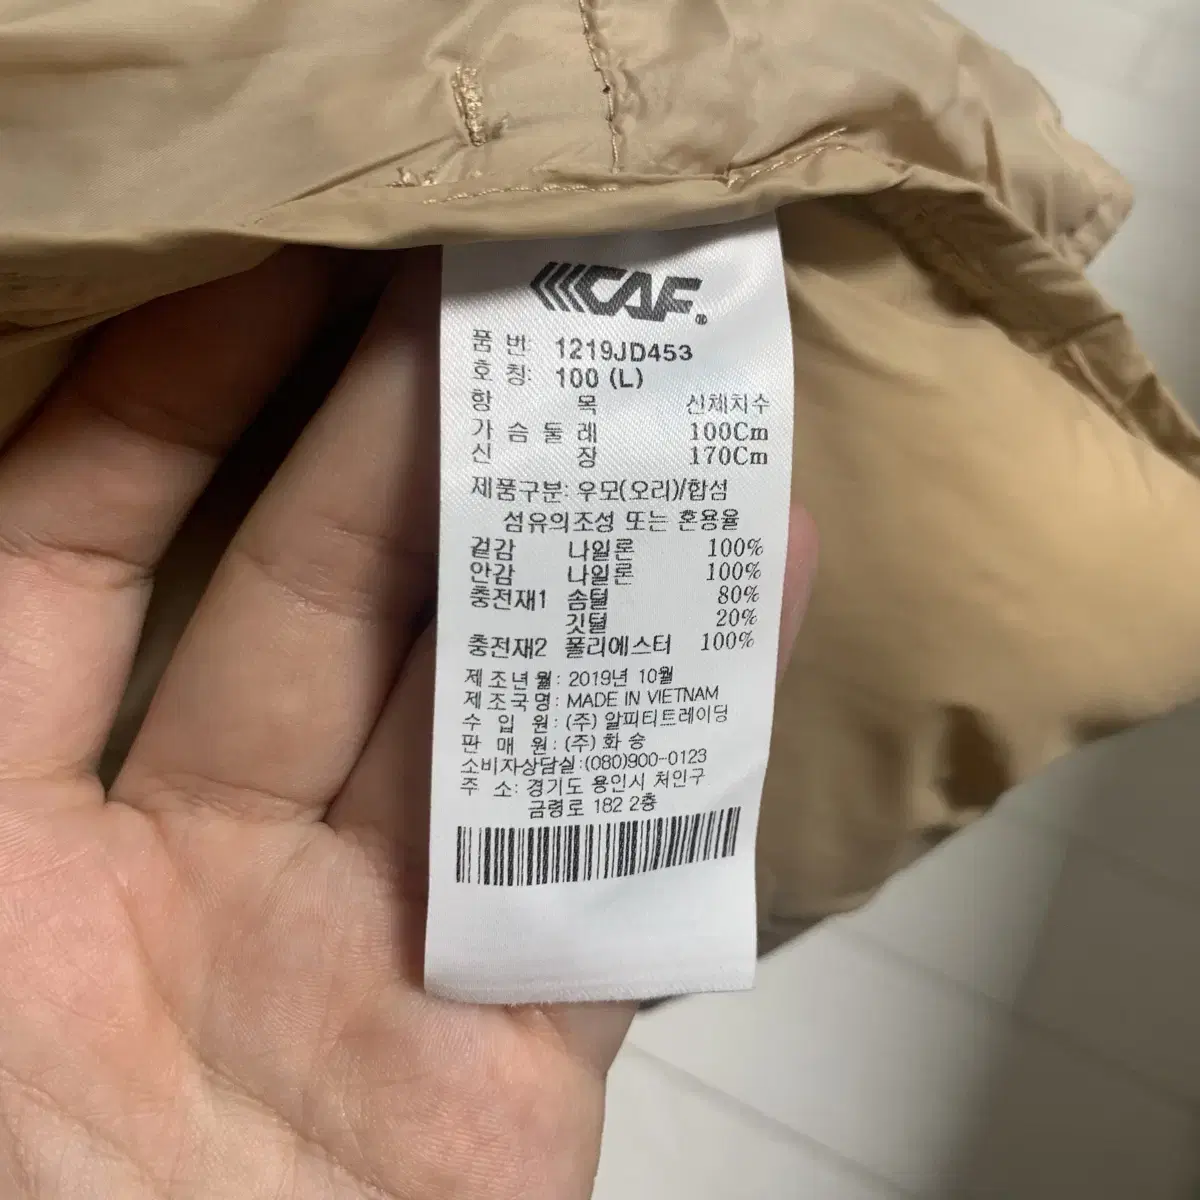 CAF®
품 번: 1219JD453
호 칭: 100 (L)
항 목 신체치수
가 슴 둘 레 100Cm
신 장 170Cm
제품구분: 우모(오리)/합섬
섬유의조성 또는 혼용율
겉감 나일론 100%
안감 나일론 100%
충전재1 솜털 80%
깃털 20%
충전재2 폴리에스터 100%
제조년월: 2019년 10월
제조국명: MADE IN VIETNAM
수 입 원: (주) 알피티트레이딩
판 매 원: (주) 화 승
소비자상담실:(080)900-0123
주 소: 경기도 용인시 처인구
금령로 182 2층